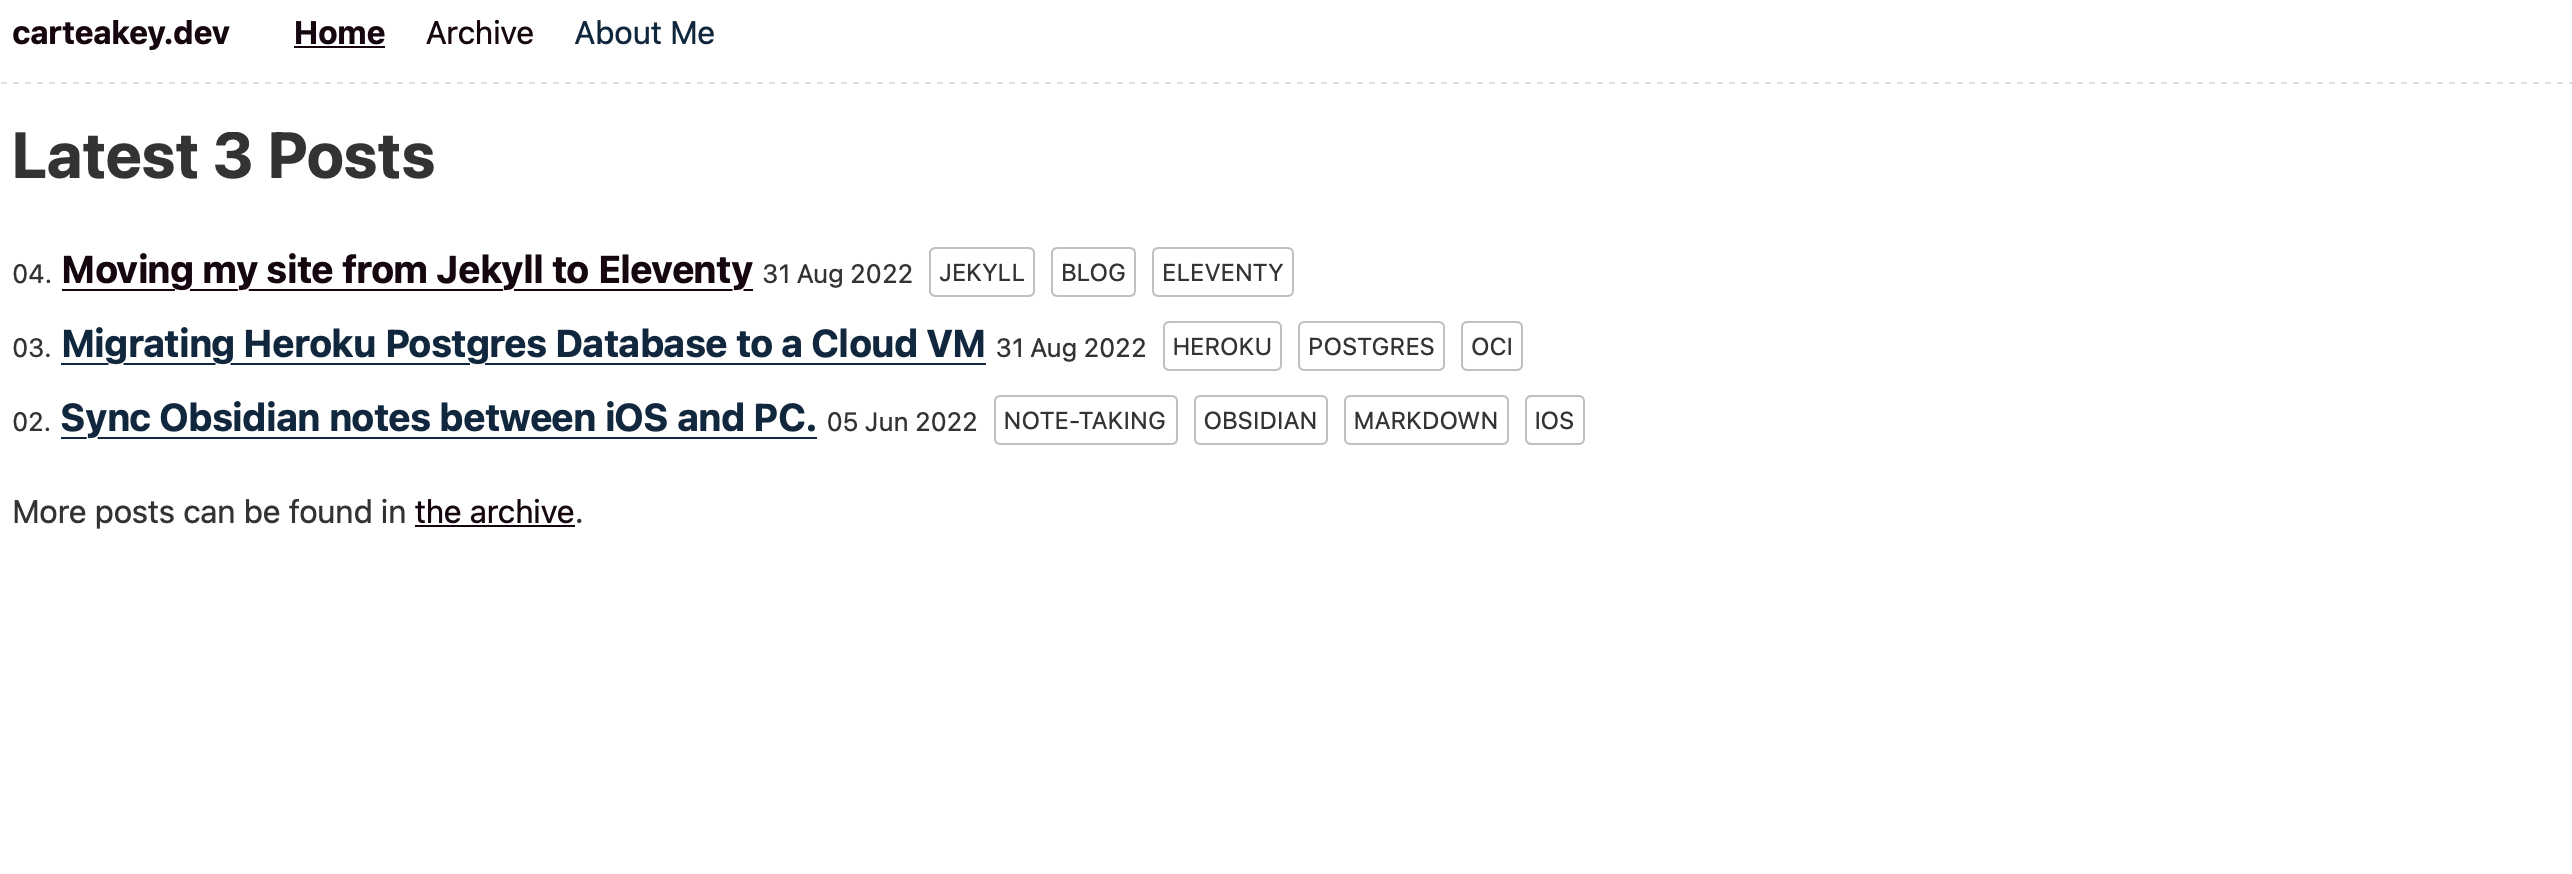 carteakey.dev Home Archive About Me
Latest 3 Posts
04. Moving my site from Jekyll to Eleventy 31 Aug 2022 JEKYLL BLOG ELEVENTY
03. Migrating Heroku Postgres Database to a Cloud VM 31 Aug 2022 HEROKU POSTGRES OCI
02. Sync Obsidian notes between iOS and PC. 05 Jun 2022 NOTE-TAKING OBSIDIAN MARKDOWN IOS
More posts can be found in the archive.